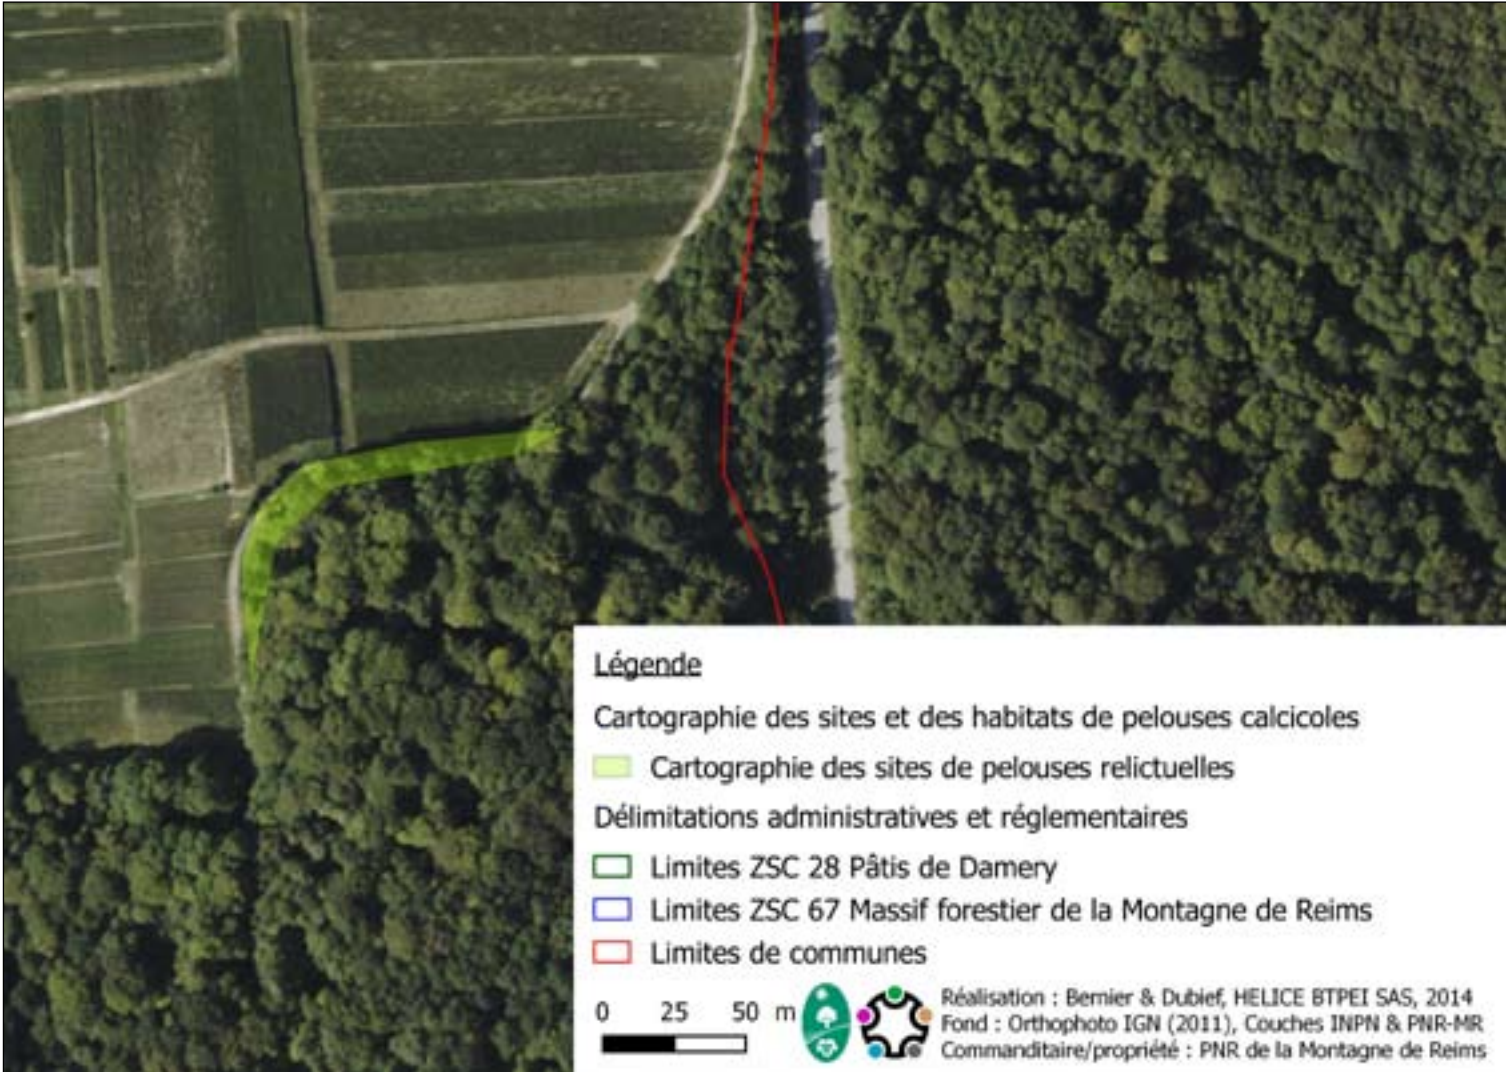 Légende
Cartographie des sites et des habitats de pelouses calcicoles
Cartographie des sites de pelouses relictuelles
Délimitations administratives et réglementaires
Limites ZSC 28 Pâtis de Damery
Limites ZSC 67 Massif forestier de la Montagne de Reims
Limites de communes
0 25 50 m
Réalisation : Bernier & Dubief, HELICE BTPEI SAS, 2014
Fond : Orthophoto IGN (2011), Couches INPN & PNR-MR
Commanditaire/propriété : PNR de la Montagne de Reims